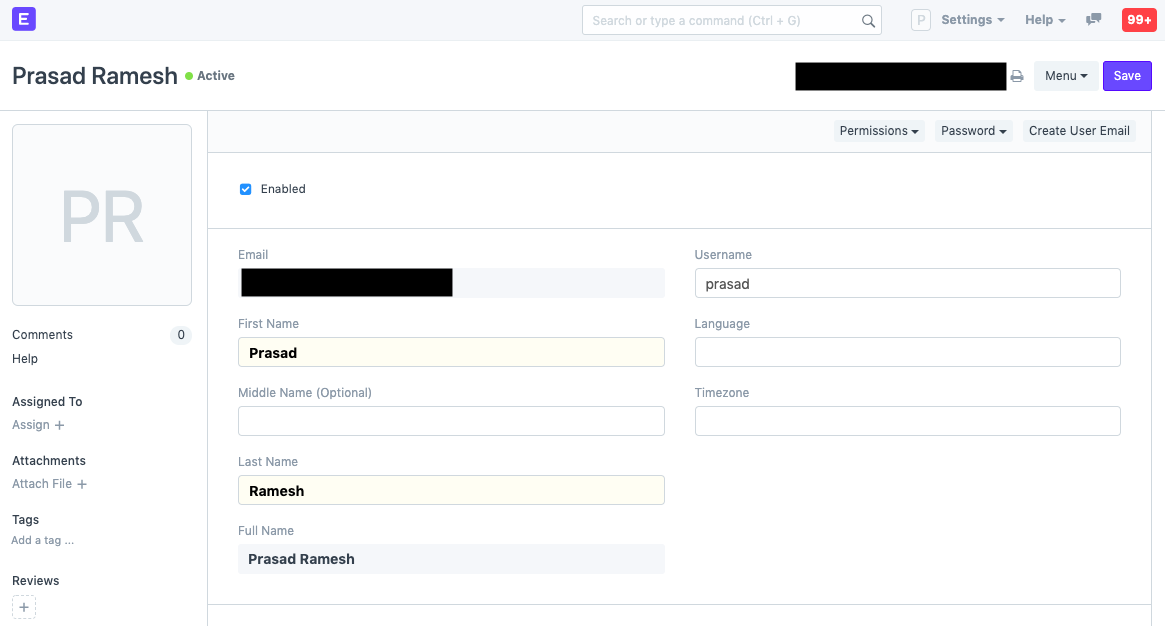 E
Search or type a command (Ctrl + G)
P
Settings
Help
99+
Prasad Ramesh
Active
Menu
Save
PR
Comments
0
Help
Assigned To
Assign +
Attachments
Attach File +
Tags
Add a tag ...
Reviews
+
Permissions
Password
Create User Email
Enabled
Email
Username
prasad
First Name
Prasad
Language
Middle Name (Optional)
Timezone
Last Name
Ramesh
Full Name
Prasad Ramesh